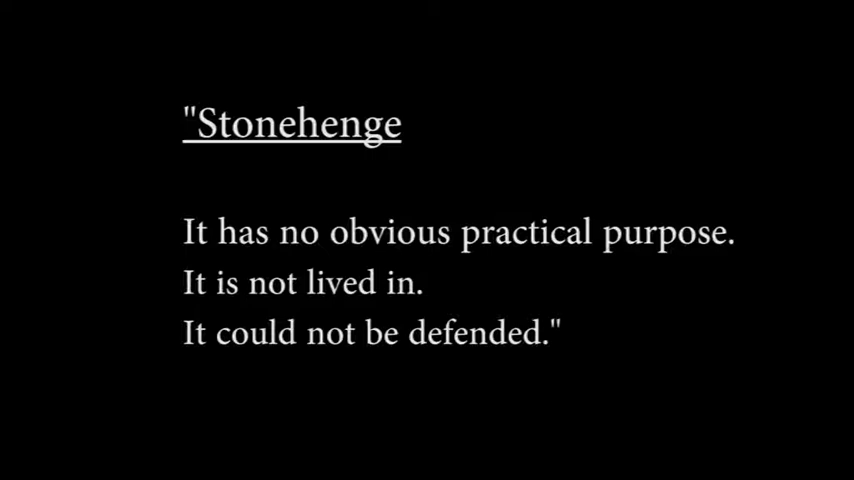 "Stonehenge
It has no obvious practical purpose.
It is not lived in.
It could not be defended."